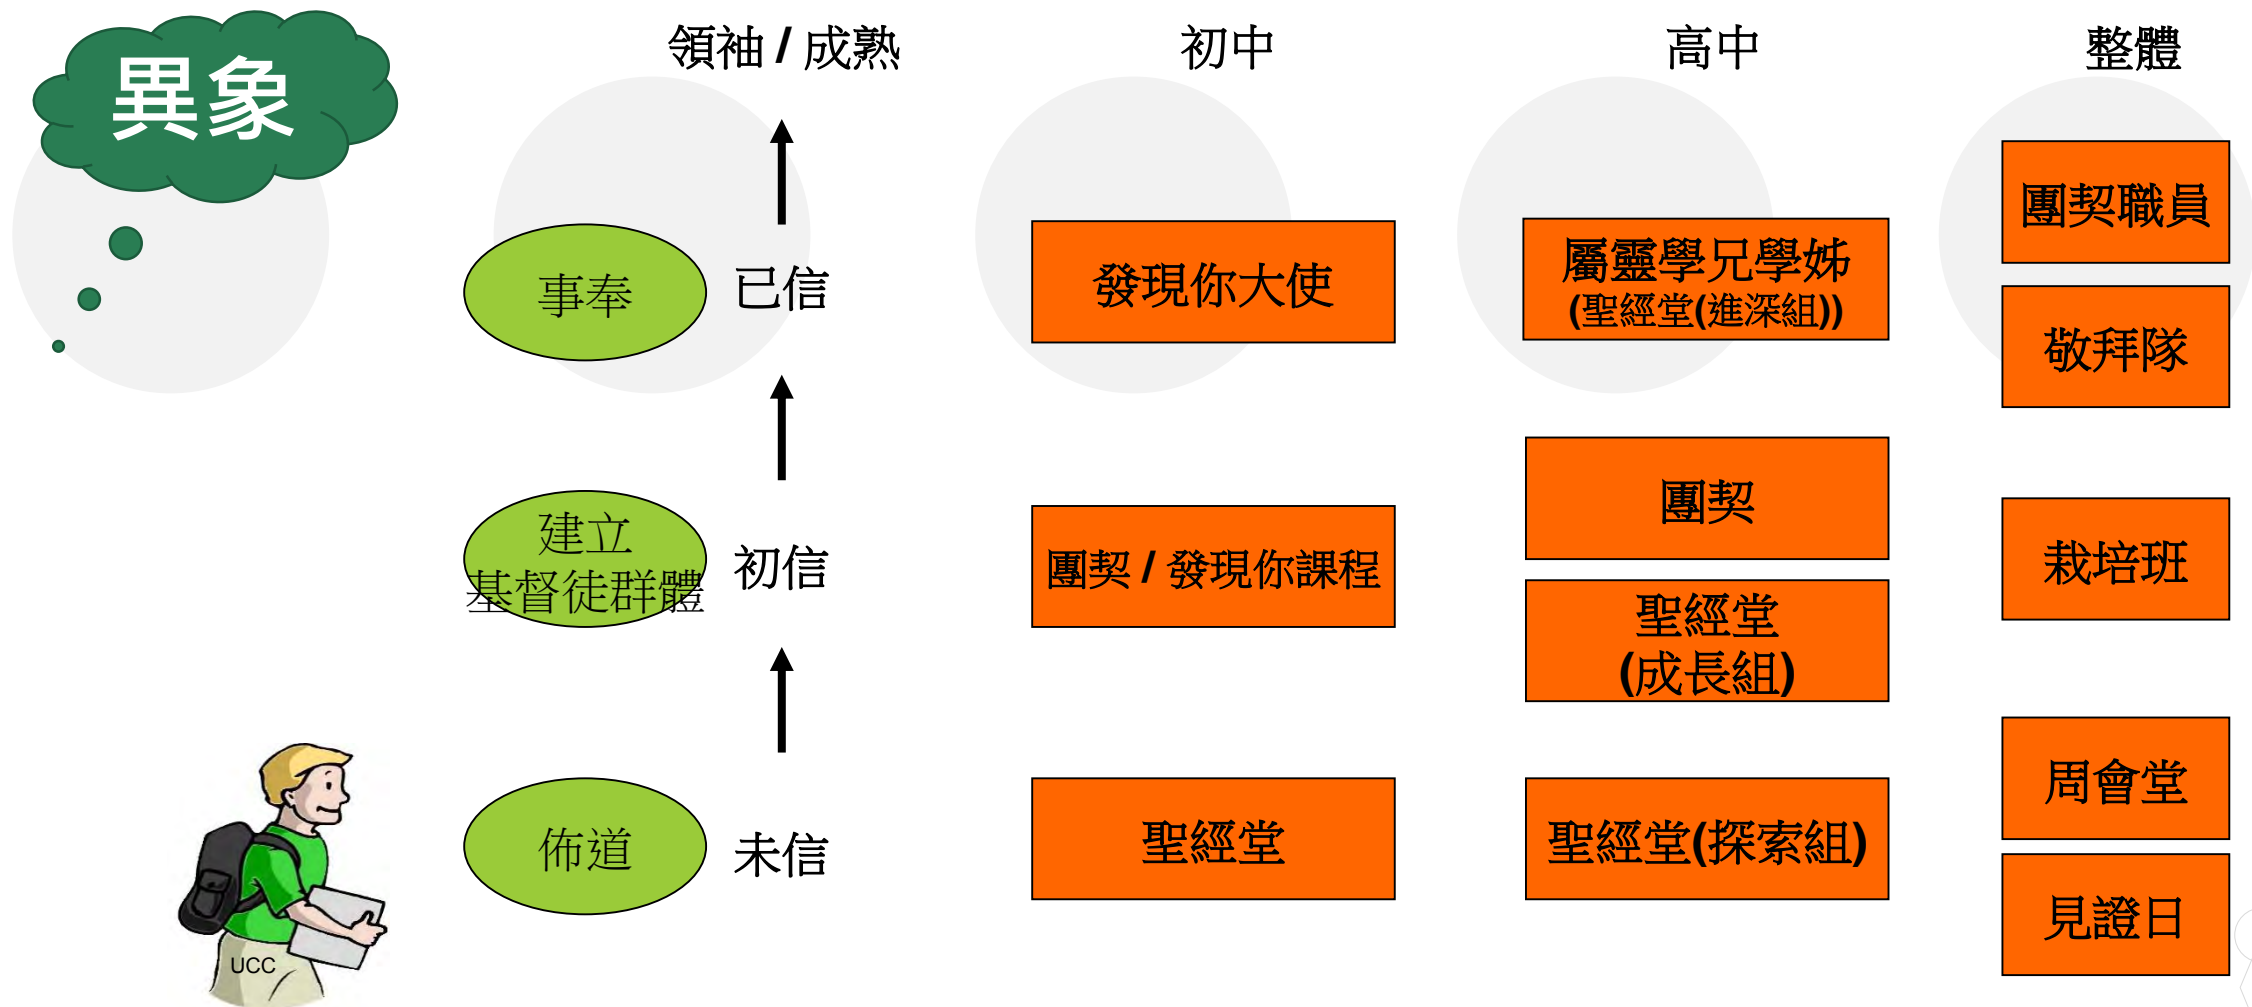 異象
領袖 / 成熟
初中
高中
整體
事奉
已信
發現你大使
屬靈學兄學姊
(聖經堂(進深組))
團契職員
敬拜隊
建立
基督徒群體
初信
團契 / 發現你課程
團契
聖經堂
(成長組)
栽培班
佈道
未信
聖經堂
聖經堂(探索組)
周會堂
見證日
UCC